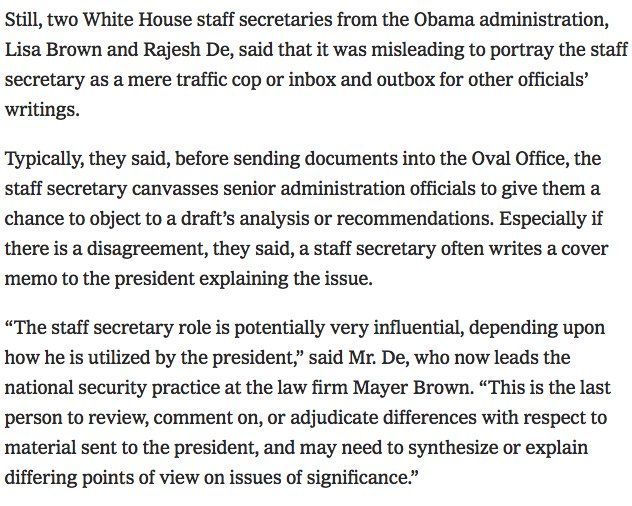 Still, two White House staff secretaries from the Obama administration,
Lisa Brown and Rajesh De, said that it was misleading to portray the staff
secretary as a mere traffic cop or inbox and outbox for other officials’
writings.
Typically, they said, before sending documents into the Oval Office, the
staff secretary canvasses senior administration officials to give them a
chance to object to a draft’s analysis or recommendations. Especially if
there is a disagreement, they said, a staff secretary often writes a cover
memo to the president explaining the issue.
“The staff secretary role is potentially very influential, depending upon
how he is utilized by the president,” said Mr. De, who now leads the
national security practice at the law firm Mayer Brown. “This is the last
person to review, comment on, or adjudicate differences with respect to
material sent to the president, and may need to synthesize or explain
differing points of view on issues of significance.”